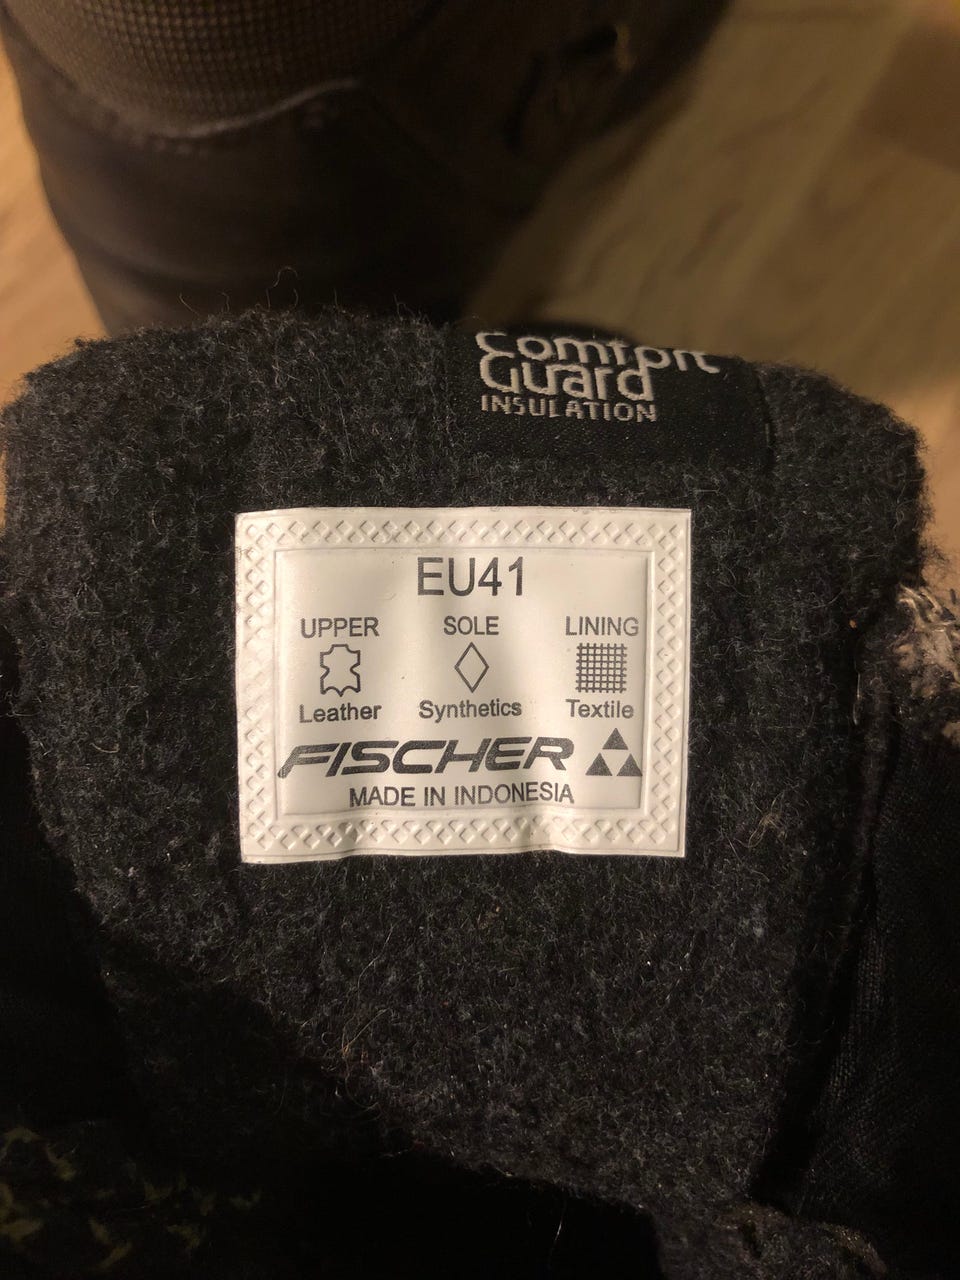 Comfort
Guard
INSULATION
EU41
UPPER SOLE LINING
Leather Synthetics Textile
FISCHER
MADE IN INDONESIA